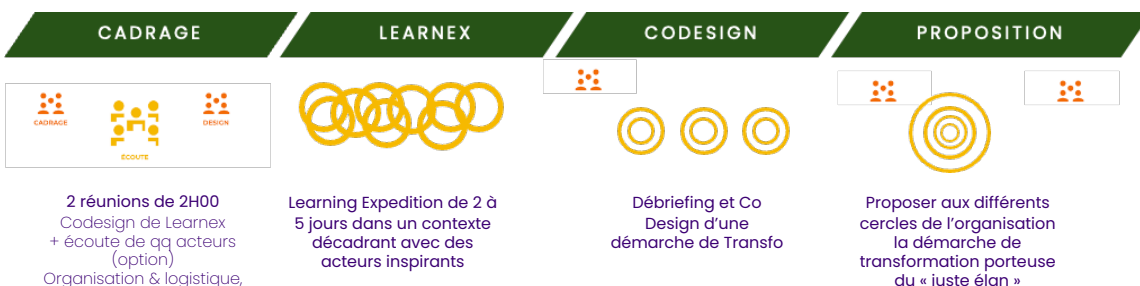 CADRAGE
LEARNEX
CODESIGN
PROPOSITION
CADRAGE
ÉCOUTE
DESIGN
2 réunions de 2H00
Codesign de Learnex
+ écoute de qq acteurs
(option)
Organisation & logistique,
Learning Expedition de 2 à
5 jours dans un contexte
décadrant avec des
acteurs inspirants
Débriefing et Co
Design d’une
démarche de Transfo
Proposer aux différents
cercles de l’organisation
la démarche de
transformation porteuse
du « juste élan »